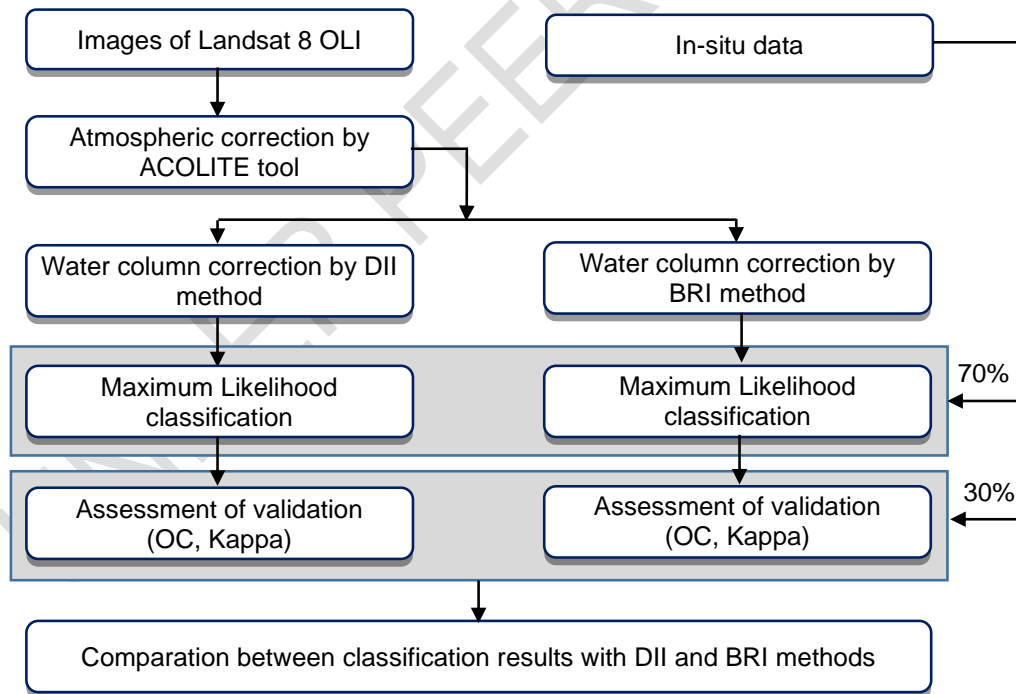 Images of Landsat 8 OLI
In-situ data
Atmospheric correction by
ACOLITE tool
Water column correction by DII
method
Water column correction by
BRI method
Maximum Likelihood
classification
Maximum Likelihood
classification
70%
Assessment of validation
(OC, Kappa)
Assessment of validation
(OC, Kappa)
30%
Comparation between classification results with DII and BRI methods